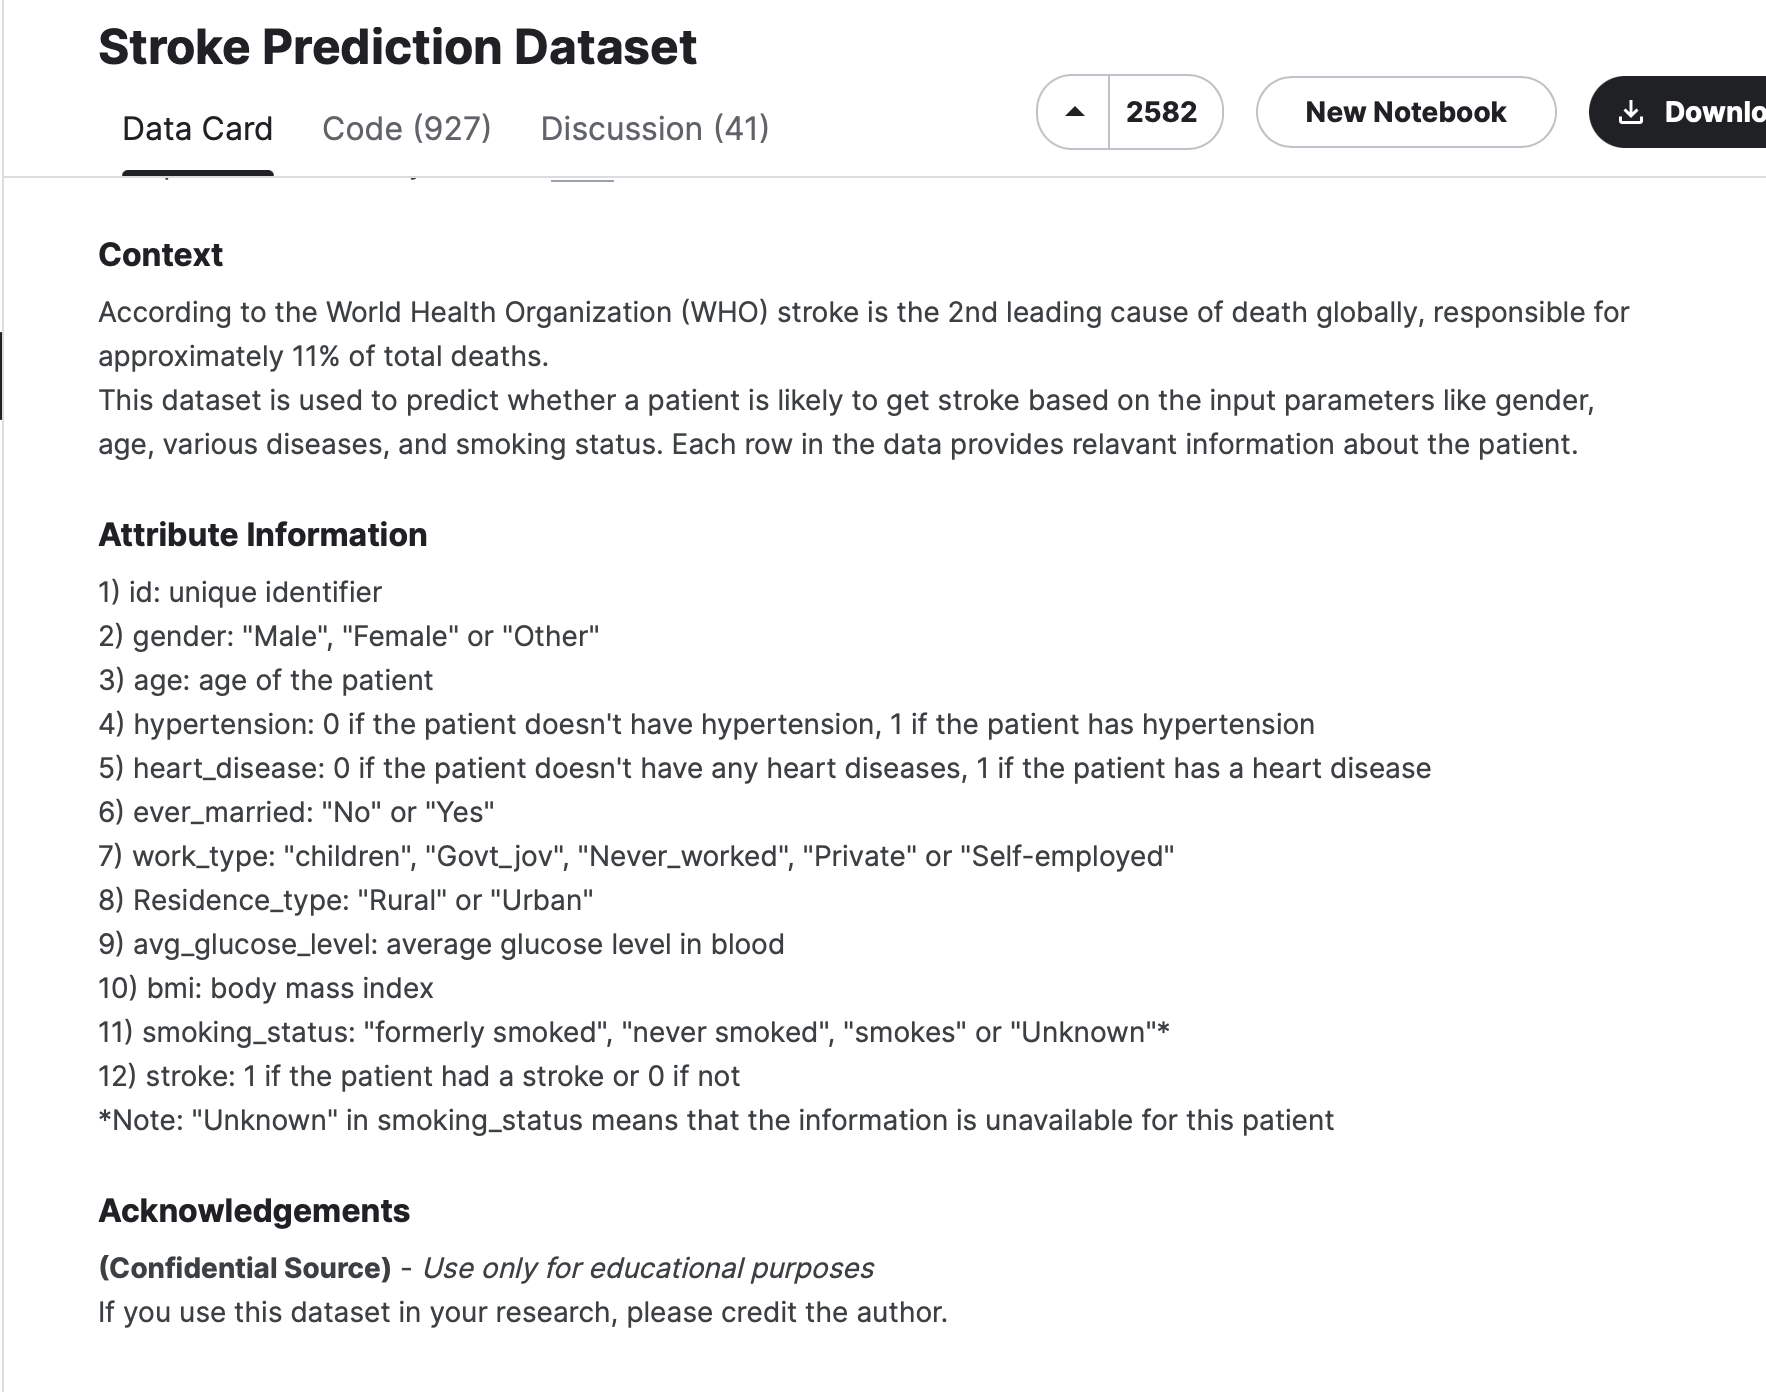 Stroke Prediction Dataset
Data Card Code (927) Discussion (41)
2582
New Notebook
Context
According to the World Health Organization (WHO) stroke is the 2nd leading cause of death globally, responsible for
approximately 11% of total deaths.
This dataset is used to predict whether a patient is likely to get stroke based on the input parameters like gender,
age, various diseases, and smoking status. Each row in the data provides relavant information about the patient.
Attribute Information
1) id: unique identifier
2) gender: "Male", "Female" or "Other"
3) age: age of the patient
4) hypertension: 0 if the patient doesn't have hypertension, 1 if the patient has hypertension
5) heart_disease: 0 if the patient doesn't have any heart diseases, 1 if the patient has a heart disease
6) ever_married: "No" or "Yes"
7) work_type: "children", "Govt_jov", "Never_worked", "Private" or "Self-employed"
8) Residence_type: "Rural" or "Urban"
9) avg_glucose_level: average glucose level in blood
10) bmi: body mass index
11) smoking_status: "formerly smoked", "never smoked", "smokes" or "Unknown"*
12) stroke: 1 if the patient had a stroke or 0 if not
*Note: "Unknown" in smoking_status means that the information is unavailable for this patient
Acknowledgements
(Confidential Source) - Use only for educational purposes
If you use this dataset in your research, please credit the author.